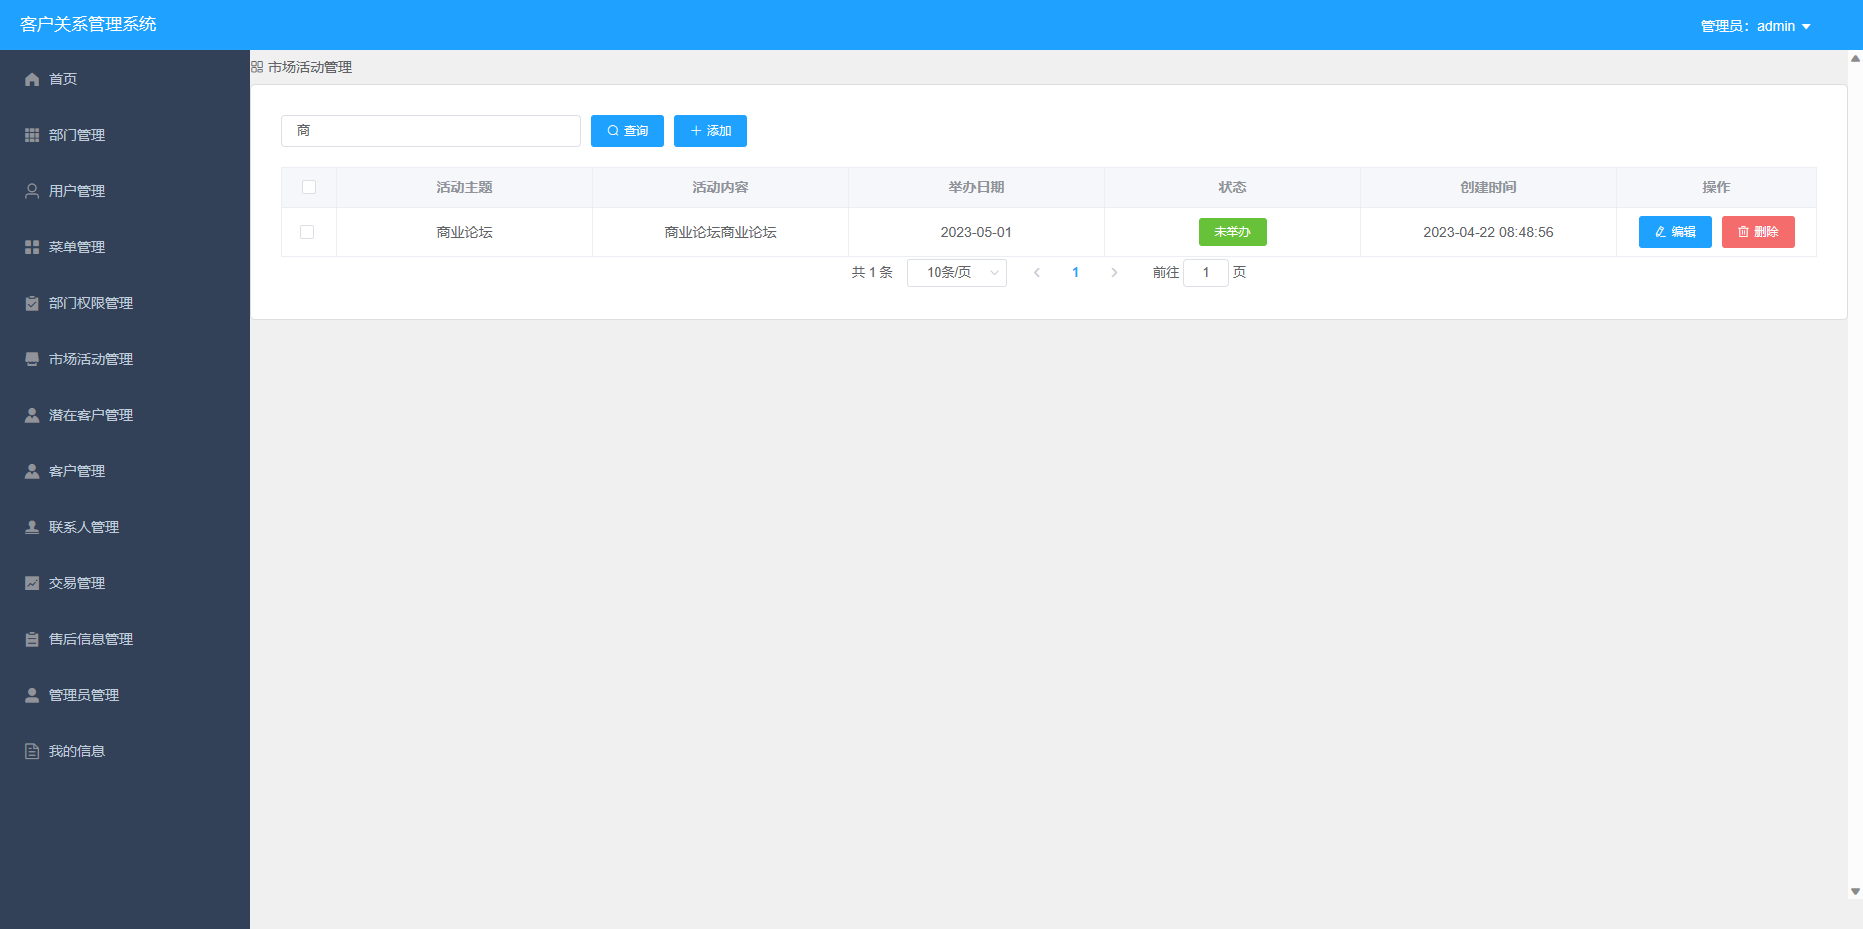 客户关系管理系统
管理员：admin
首页
部门管理
用户管理
菜单管理
部门权限管理
市场活动管理
潜在客户管理
客户管理
联系人管理
交易管理
售后信息管理
管理员管理
我的信息
市场活动管理
商 查询 添加
活动主题 活动内容 举办日期 状态 创建时间 操作
商业论坛 商业论坛商业论坛 2023-05-01 未举办 2023-04-22 08:48:56 编辑 删除
共 1 条 10条/页 1 前往 1 页